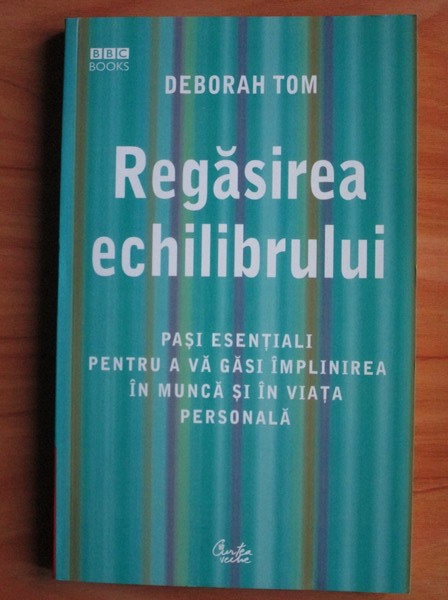 BBC
BOOKS
DEBORAH TOM
Regăsirea
echilibrului
PAȘI ESENȚIALI
PENTRU A VĂ GĂSI ÎMPLINIREA
ÎN MUNCĂ ȘI ÎN VIAȚA
PERSONALĂ
Curtea
veche